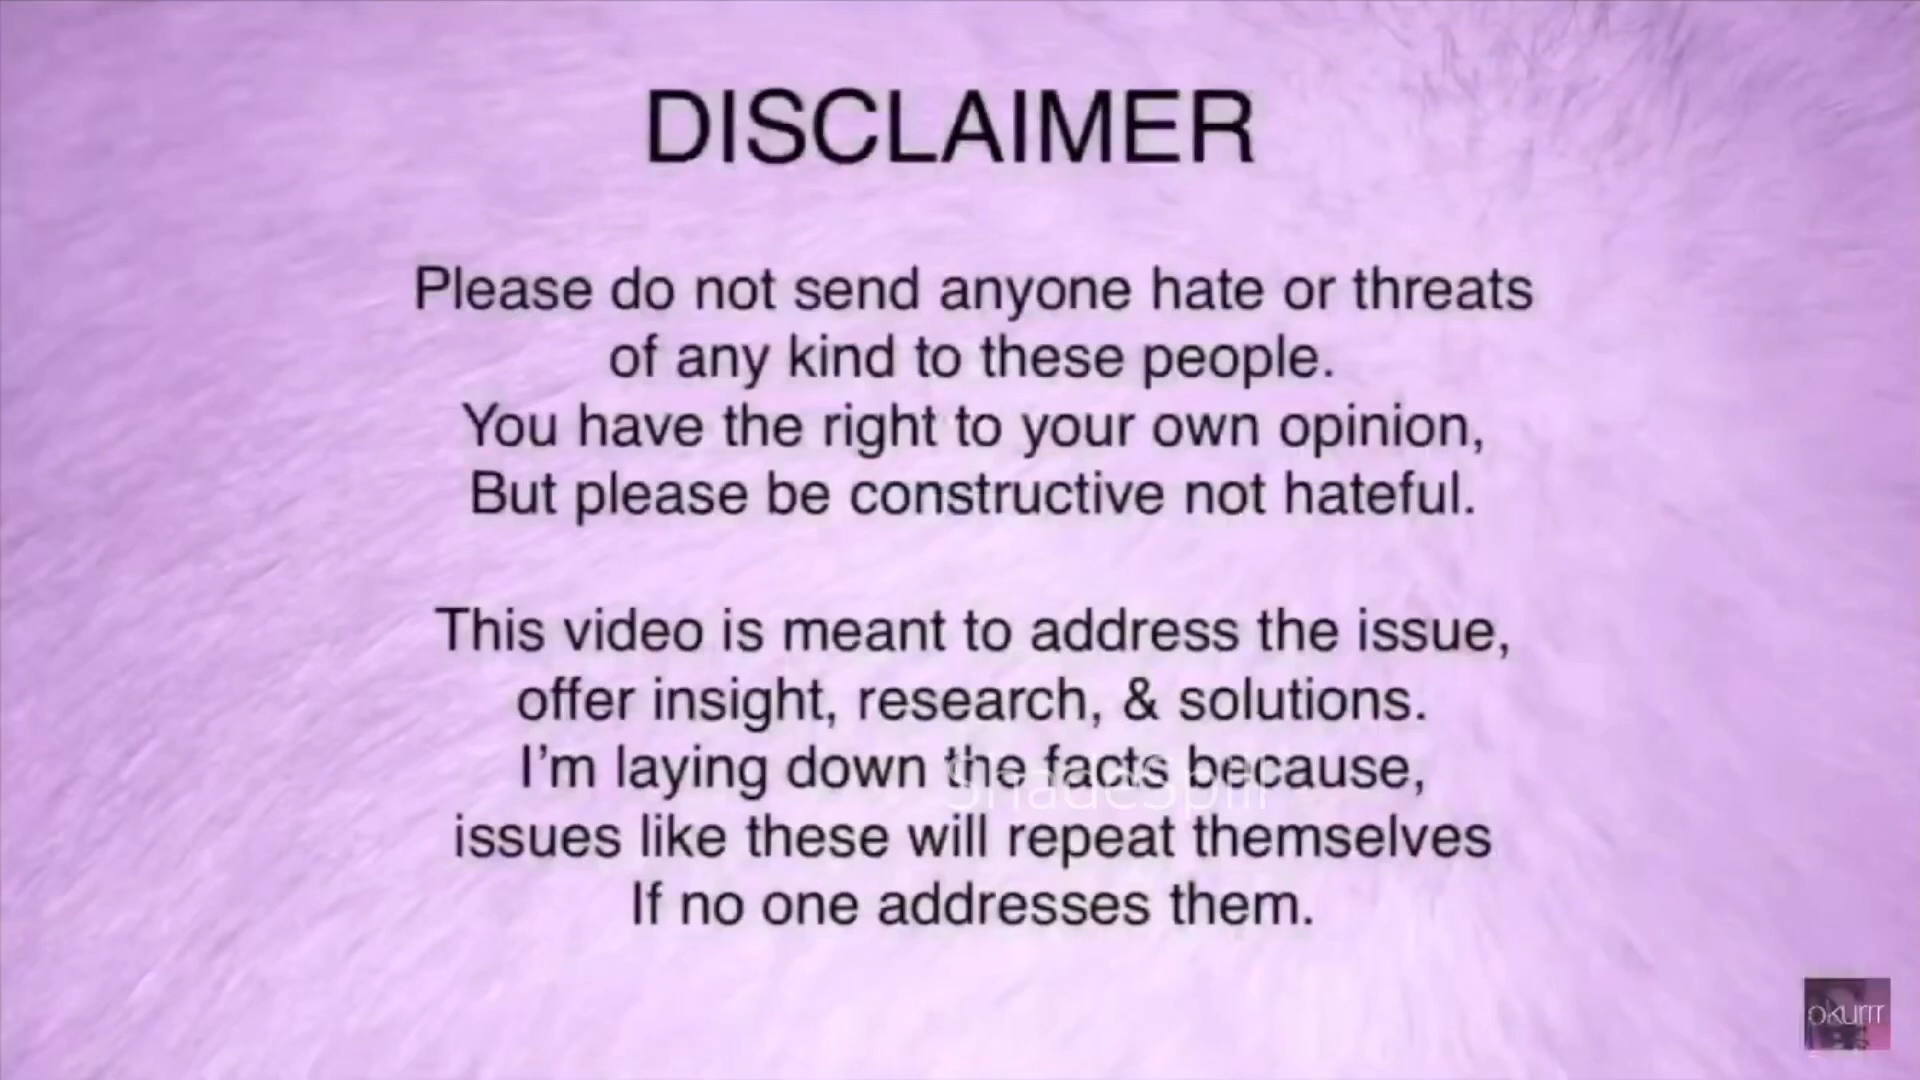 DISCLAIMER
Please do not send anyone hate or threats
of any kind to these people.
You have the right to your own opinion,
But please be constructive not hateful.
This video is meant to address the issue,
offer insight, research, & solutions.
I'm laying down the facts because,
ShadeSpill
issues like these will repeat themselves
If no one addresses them.
okurrr